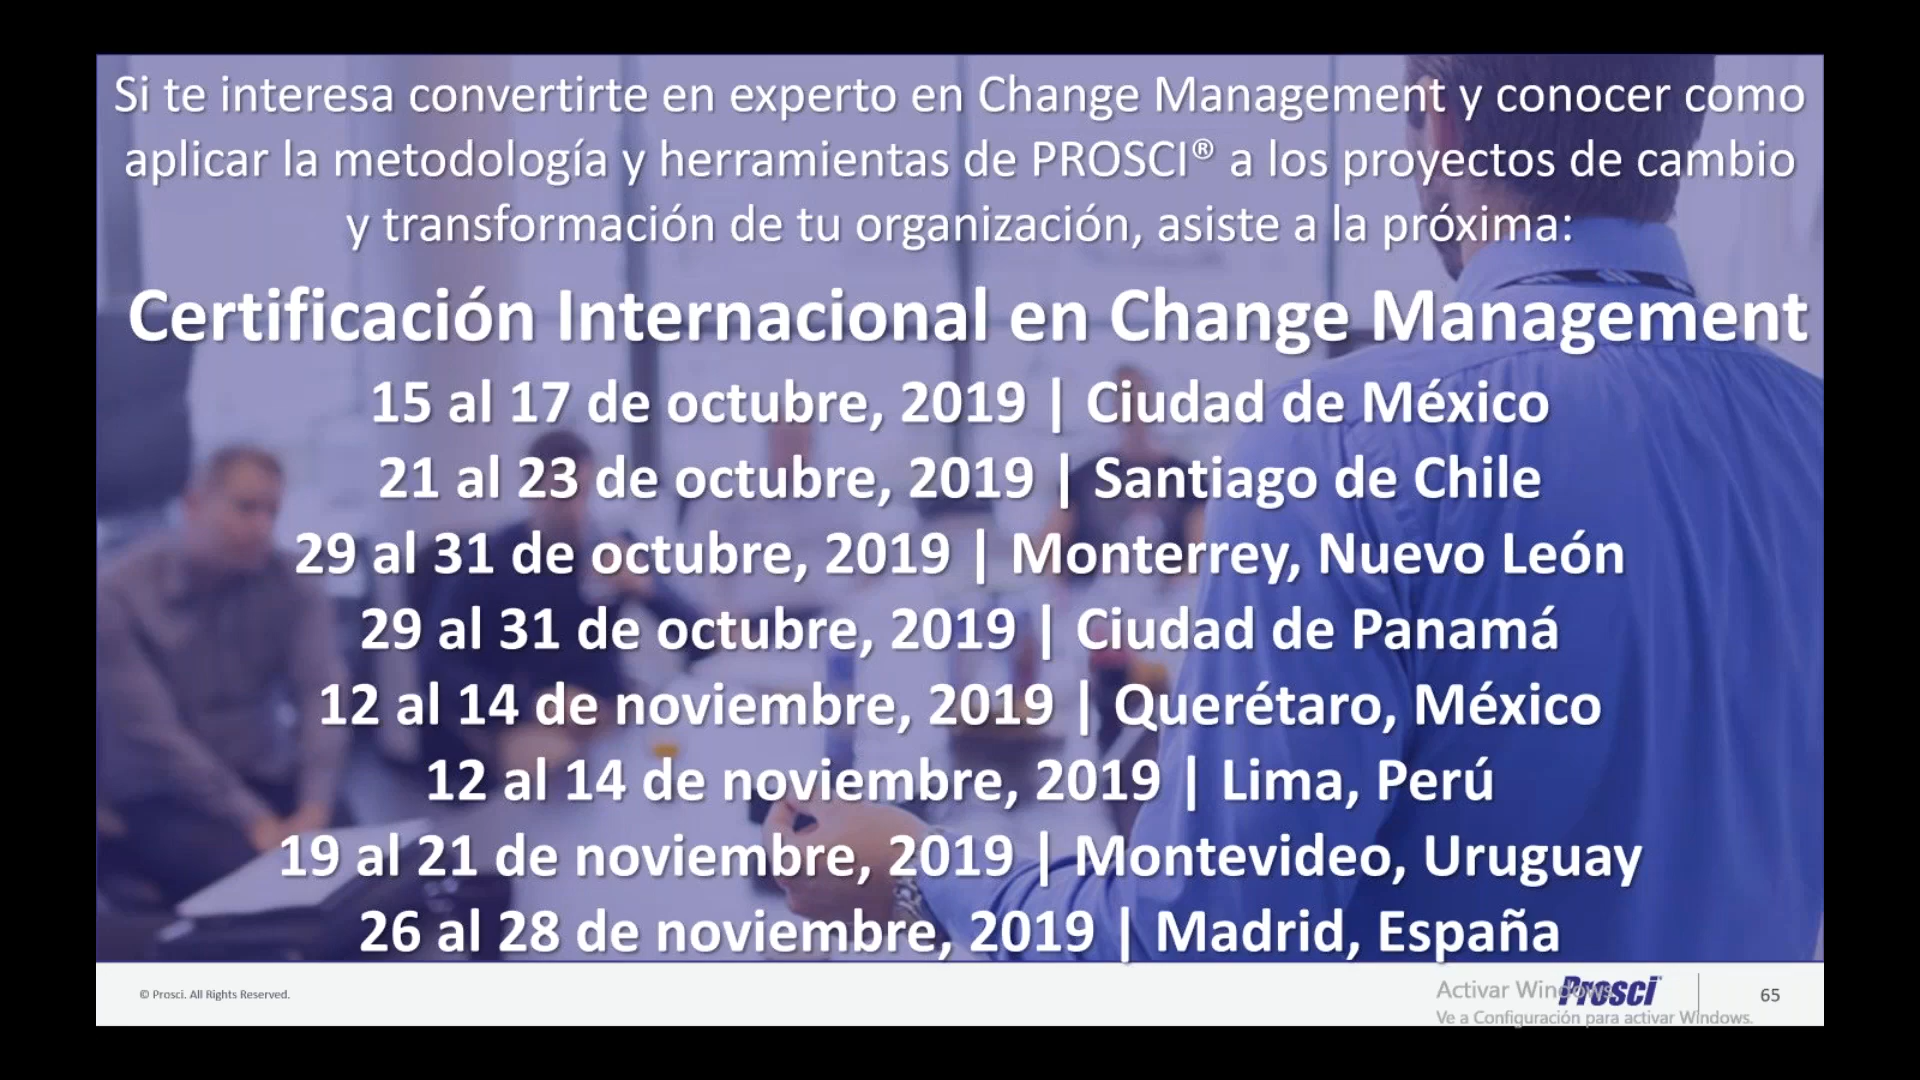 Si te interesa convertirte en experto en Change Management y conocer como
aplicar la metodología y herramientas de PROSCI® a los proyectos de cambio
y transformación de tu organización, asiste a la próxima:
Certificación Internacional en Change Management
15 al 17 de octubre, 2019 | Ciudad de México
21 al 23 de octubre, 2019 | Santiago de Chile
29 al 31 de octubre, 2019 | Monterrey, Nuevo León
29 al 31 de octubre, 2019 | Ciudad de Panamá
12 al 14 de noviembre, 2019 | Querétaro, México
12 al 14 de noviembre, 2019 | Lima, Perú
19 al 21 de noviembre, 2019 | Montevideo, Uruguay
26 al 28 de noviembre, 2019 | Madrid, España
© Prosci. All Rights Reserved.
Activar Windows
Prosci
65
Ve a Configuración para activar Windows.